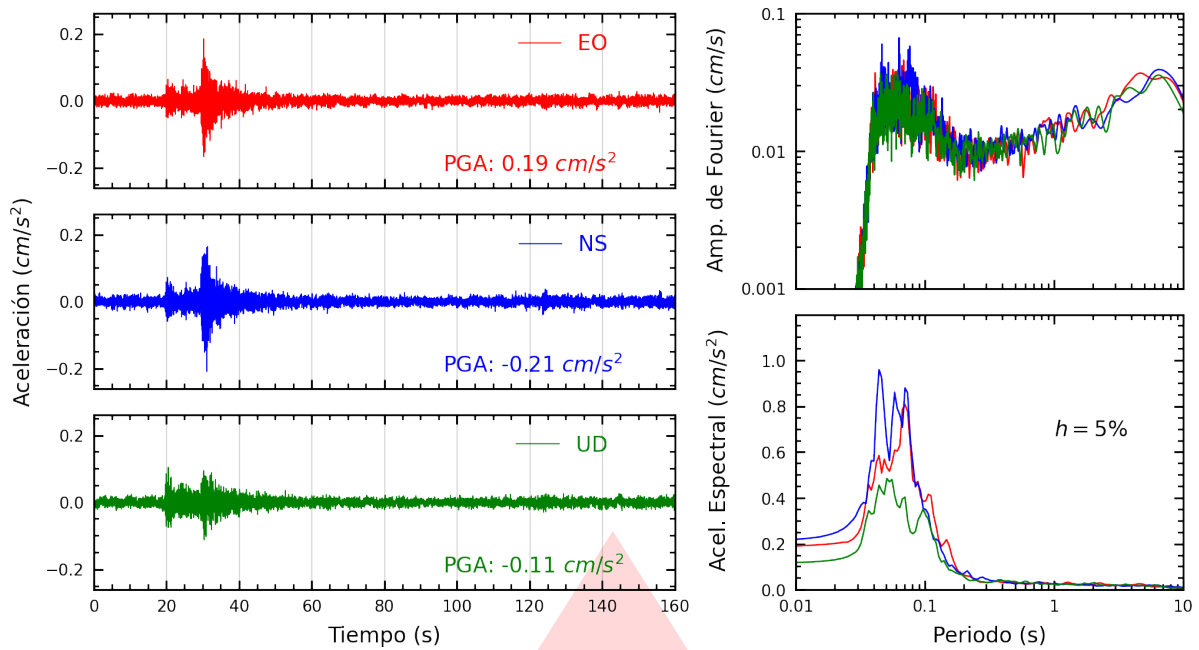 Aceleración (cm/s²)
0.2
0.0
−0.2
EO
PGA: 0.19 cm/s²
0.2
0.0
−0.2
NS
PGA: -0.21 cm/s²
0.2
0.0
−0.2
UD
PGA: -0.11 cm/s²
0 20 40 60 80 100 120 140 160
Tiempo (s)
Amp. de Fourier (cm/s)
0.1
0.01
0.001
Acel. Espectral (cm/s²)
1.0
0.8
0.6
0.4
0.2
0.0
h = 5%
0.01 0.1 1 10
Periodo (s)